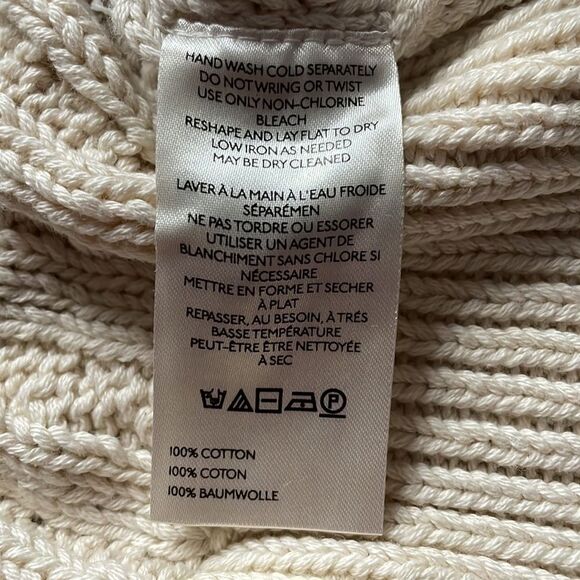 HAND WASH COLD SEPARATELY
DO NOT WRING OR TWIST
USE ONLY NON-CHLORINE
BLEACH
RESHAPE AND LAY FLAT TO DRY
LOW IRON AS NEEDED
MAY BE DRY CLEANED
LAVER À LA MAIN À L'EAU FROIDE
SÉPARÉMEN
NE PAS TORDRE OU ESSORER
UTILISER UN AGENT DE
BLANCHIMENT SANS CHLORE SI
NÉCESSAIRE
METTRE EN FORME ET SECHER
À PLAT
REPASSER, AU BESOIN, À TRÉS
BASSE TEMPÉRATURE
PEUT-ÊTRE ÊTRE NETTOYÉE
À SEC
P
100% COTTON
100% COTON
100% BAUMWOLLE